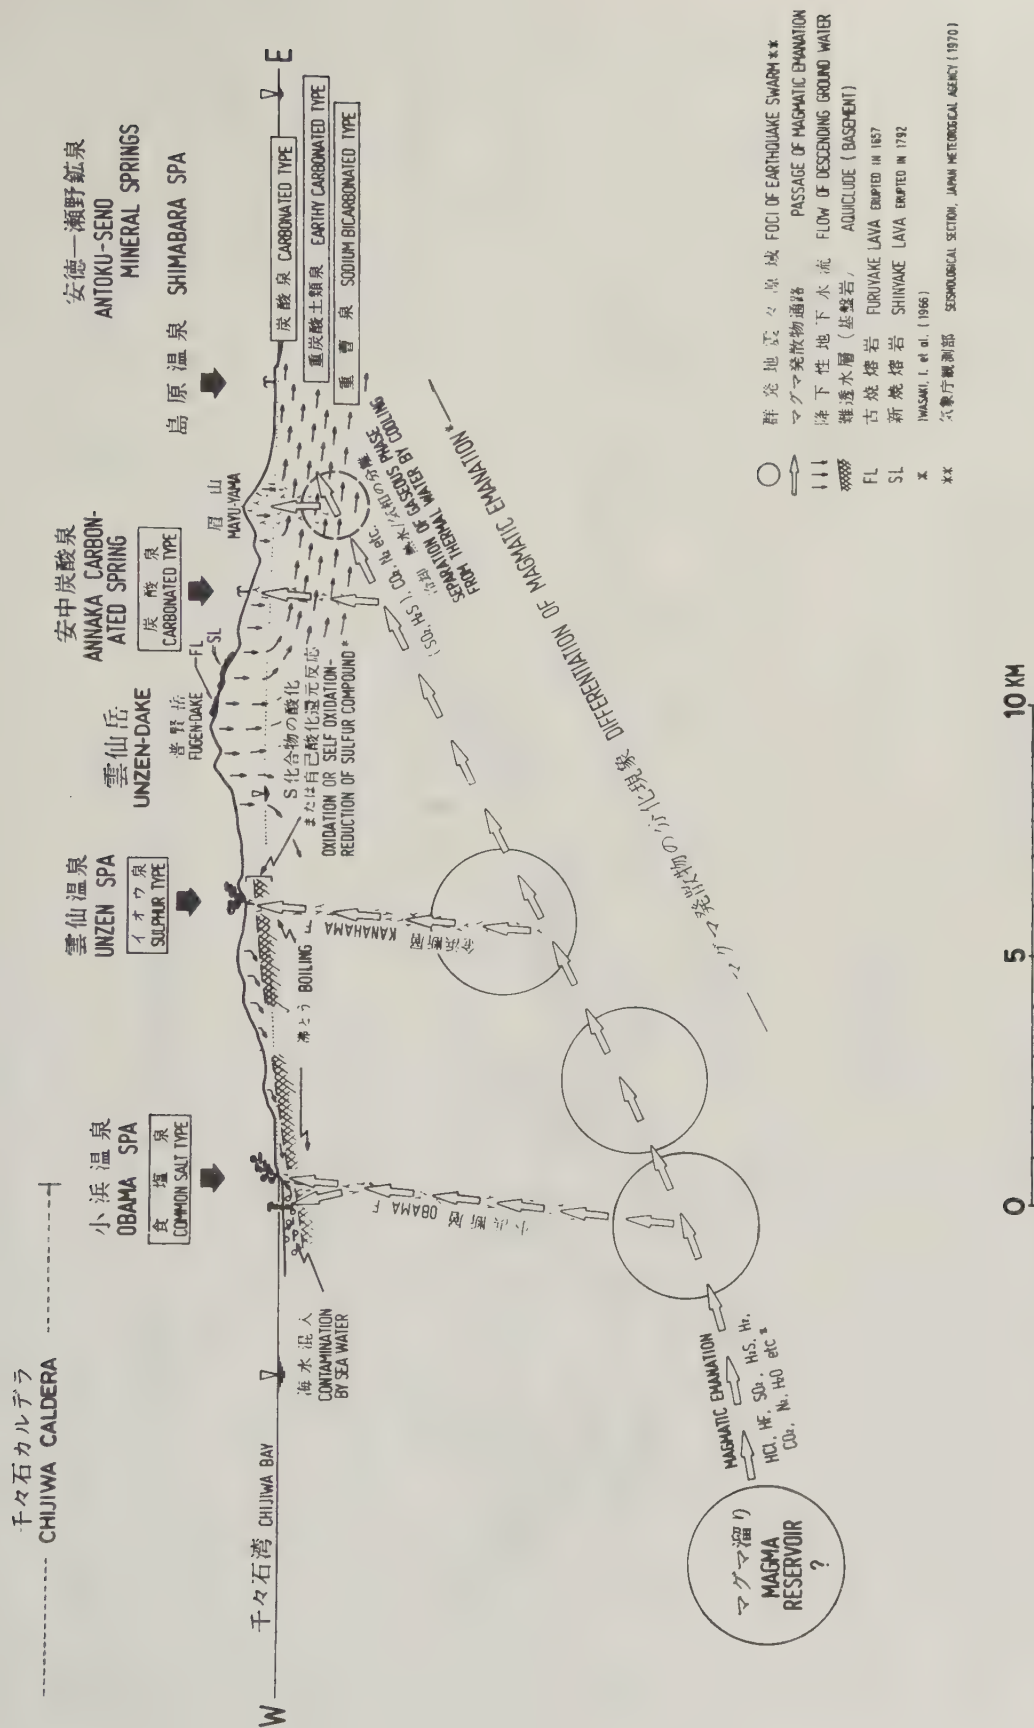 千々石カルデラ
CHIJIWA CALDERA
小浜温泉
OBAMA SPA
食塩泉
COMMON SALT TYPE
雲仙温泉
UNZEN SPA
イオウ泉
SULPHUR TYPE
雲仙岳
UNZEN-DAKE
普賢岳
FUGEN-DAKE
FL
SL
安中炭酸泉
ANNAKA CARBON-
ATED SPRING
炭酸泉
CARBONATED TYPE
眉山
MAYU-YAMA
安徳―瀬野鉱泉
ANTOKU-SENO
MINERAL SPRINGS
島原温泉 SHIMABARA SPA
W
千々石湾 CHIJIWA BAY
E
炭酸泉 CARBONATED TYPE
重炭酸土類泉 EARTHY CARBONATED TYPE
重曹泉 SODIUM BICARBONATED TYPE
海水混入
CONTAMINATION
BY SEA WATER
小浜断層 OBAMA F
沸とう BOILING
金浜断層 KANAHAMA F
S化合物の酸化
または自己酸化還元反応
OXIDATION OR SELF OXIDATION-
REDUCTION OF SULFUR COMPOUND*
(SO₂, H₂S), CO₂, N₂ etc.
SEPARATION OF GASEOUS PHASE
FROM THERMAL WATER BY COOLING
マグマ発散物の分化現象 DIFFERENTIATION OF MAGMATIC EMANATION*
マグマ溜り
MAGMA
RESERVOIR
?
MAGMATIC EMANATION
HCl, HF, SO₂, H₂S, H₂,
CO₂, N₂, H₂O etc*
群発地震々源域 FOCI OF EARTHQUAKE SWARM**
マグマ発散物通路 PASSAGE OF MAGMATIC EMANATION
降下性地下水流 FLOW OF DESCENDING GROUND WATER
難透水層(基盤岩) AQUICLUDE (BASEMENT)
FL 古焼熔岩 FURUYAKE LAVA ERUPTED IN 1657
SL 新焼熔岩 SHINYAKE LAVA ERUPTED IN 1792
* IWASAKI, I. et al. (1966)
** 気象庁観測部 SEISMOLOGICAL SECTION, JAPAN METEOROLOGICAL AGENCY (1970)
0 5 10 KM